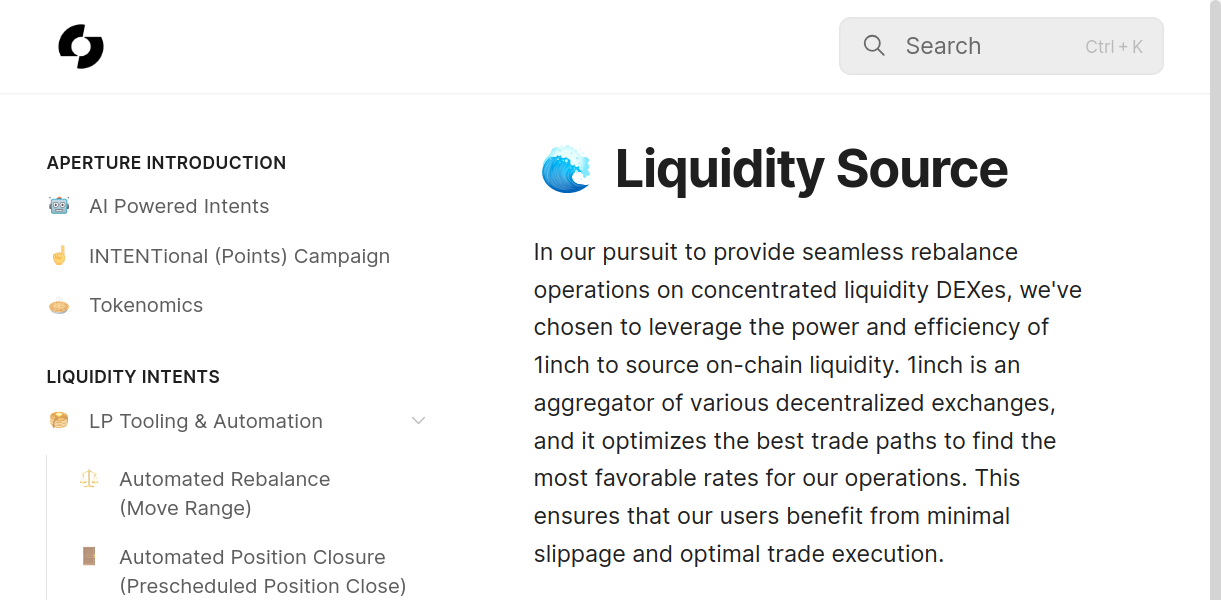 Search
Ctrl + K
APERTURE INTRODUCTION
AI Powered Intents
INTENTional (Points) Campaign
Tokenomics
LIQUIDITY INTENTS
LP Tooling & Automation
Automated Rebalance
(Move Range)
Automated Position Closure
(Prescheduled Position Close)
Liquidity Source
In our pursuit to provide seamless rebalance
operations on concentrated liquidity DEXes, we've
chosen to leverage the power and efficiency of
1inch to source on-chain liquidity. 1inch is an
aggregator of various decentralized exchanges,
and it optimizes the best trade paths to find the
most favorable rates for our operations. This
ensures that our users benefit from minimal
slippage and optimal trade execution.